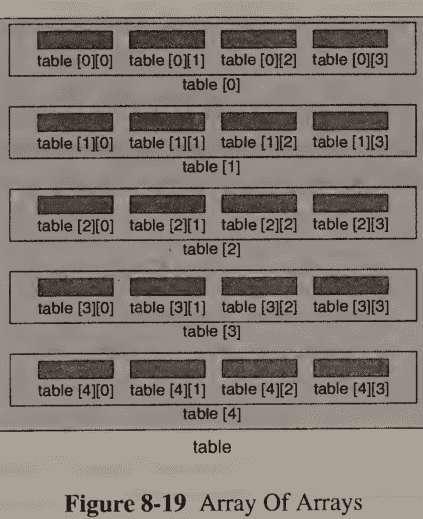 table [0][0] table [0][1] table [0][2] table [0][3]
table [0]
table [1][0] table [1][1] table [1][2] table [1][3]
table [1]
table [2][0] table [2][1] table [2][2] table [2][3]
table [2]
table [3][0] table [3][1] table [3][2] table [3][3]
table [3]
table [4][0] table [4][1] table [4][2] table [4][3]
table [4]
table
Figure 8-19 Array Of Arrays